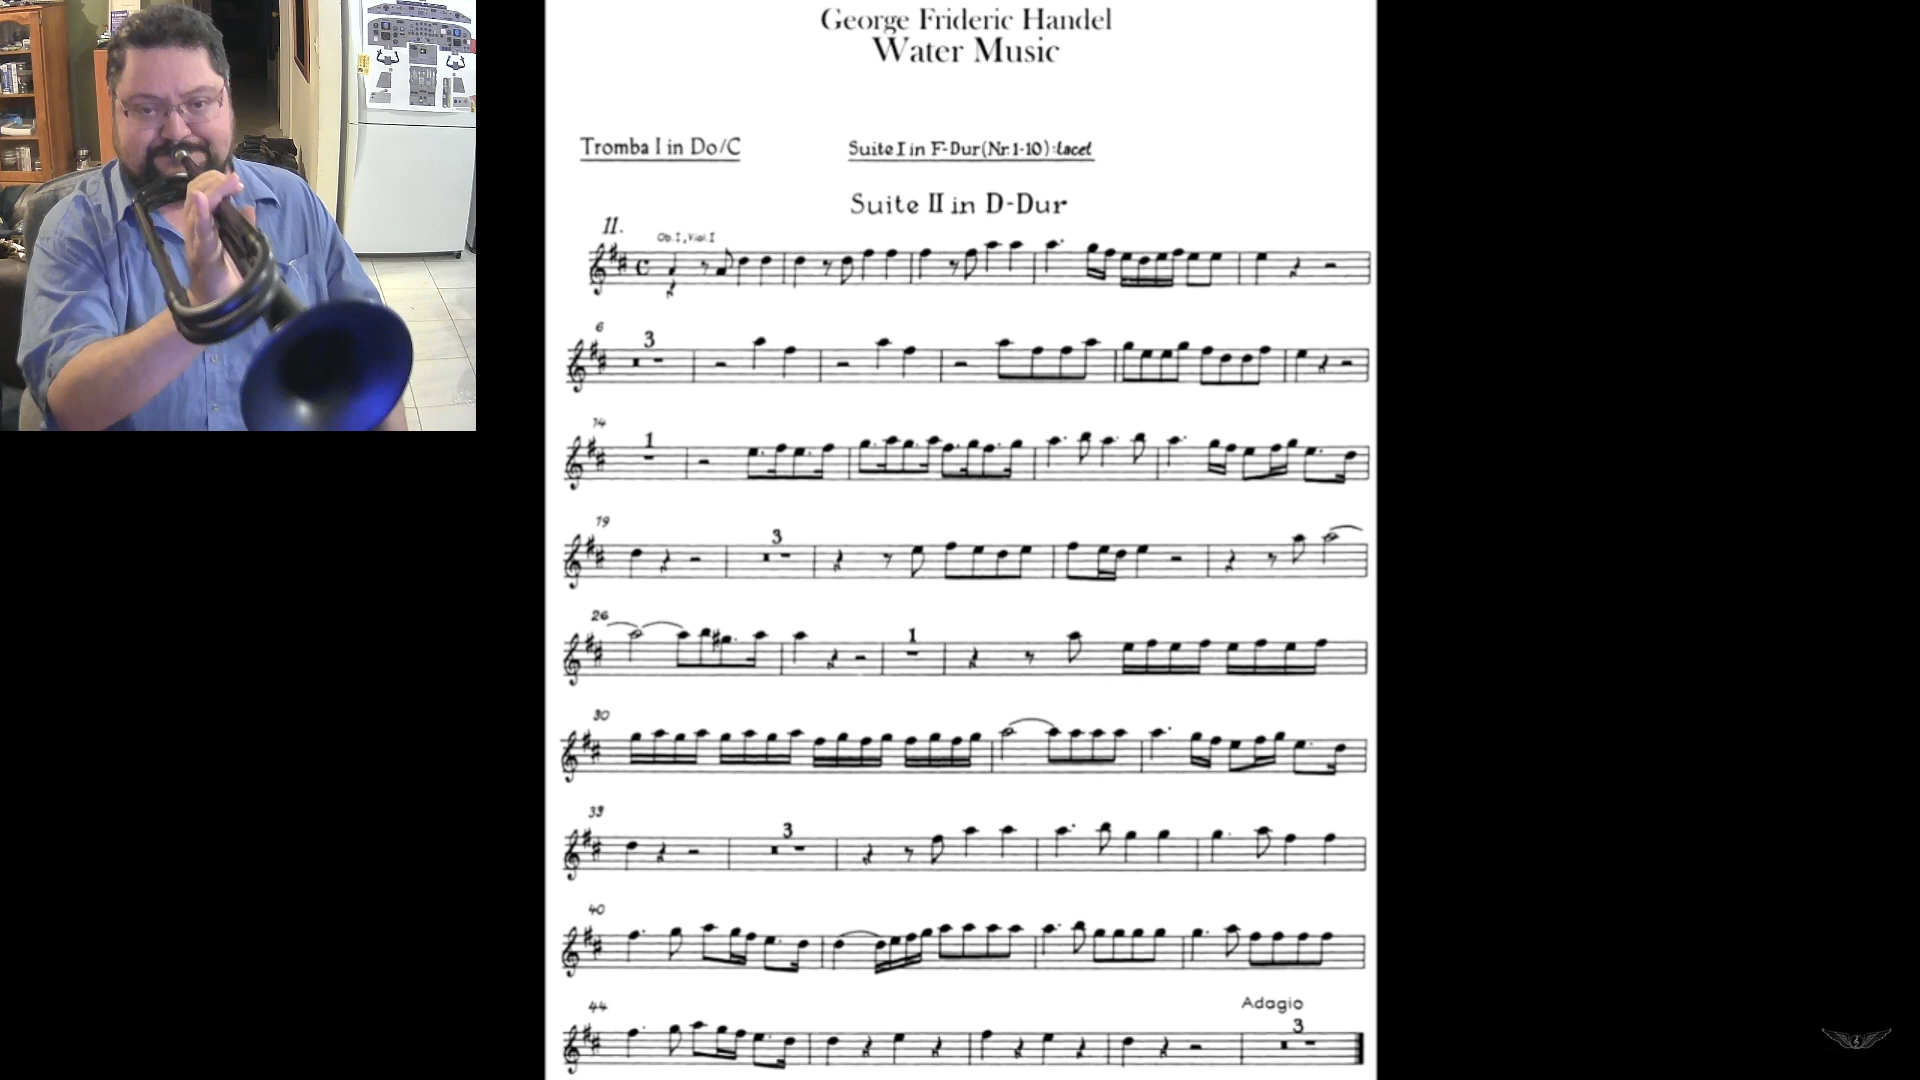 George Frideric Handel
Water Music
Tromba I in Do/C
Suite I in F-Dur (Nr. 1-10): tacet
Suite II in D-Dur
11.
Ob. I, Viol. I
6
3
14
1
19
3
26
1
30
33
3
40
44
Adagio
3